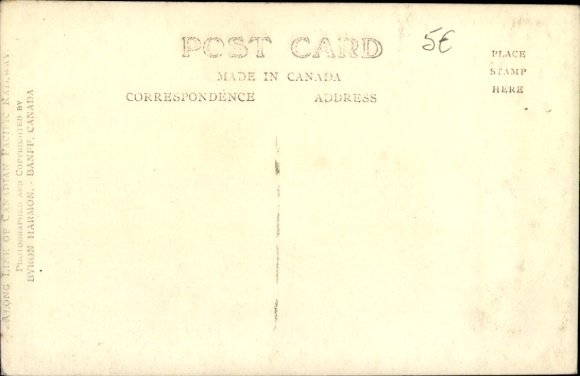 POST CARD
5€
MADE IN CANADA
CORRESPONDENCE ADDRESS
PLACE
STAMP
HERE
ALONG LINE OF CANADIAN PACIFIC RAILWAY.
PHOTOGRAPHED AND COPYRIGHTED BY
BYRON HARMON, - BANFF, CANADA